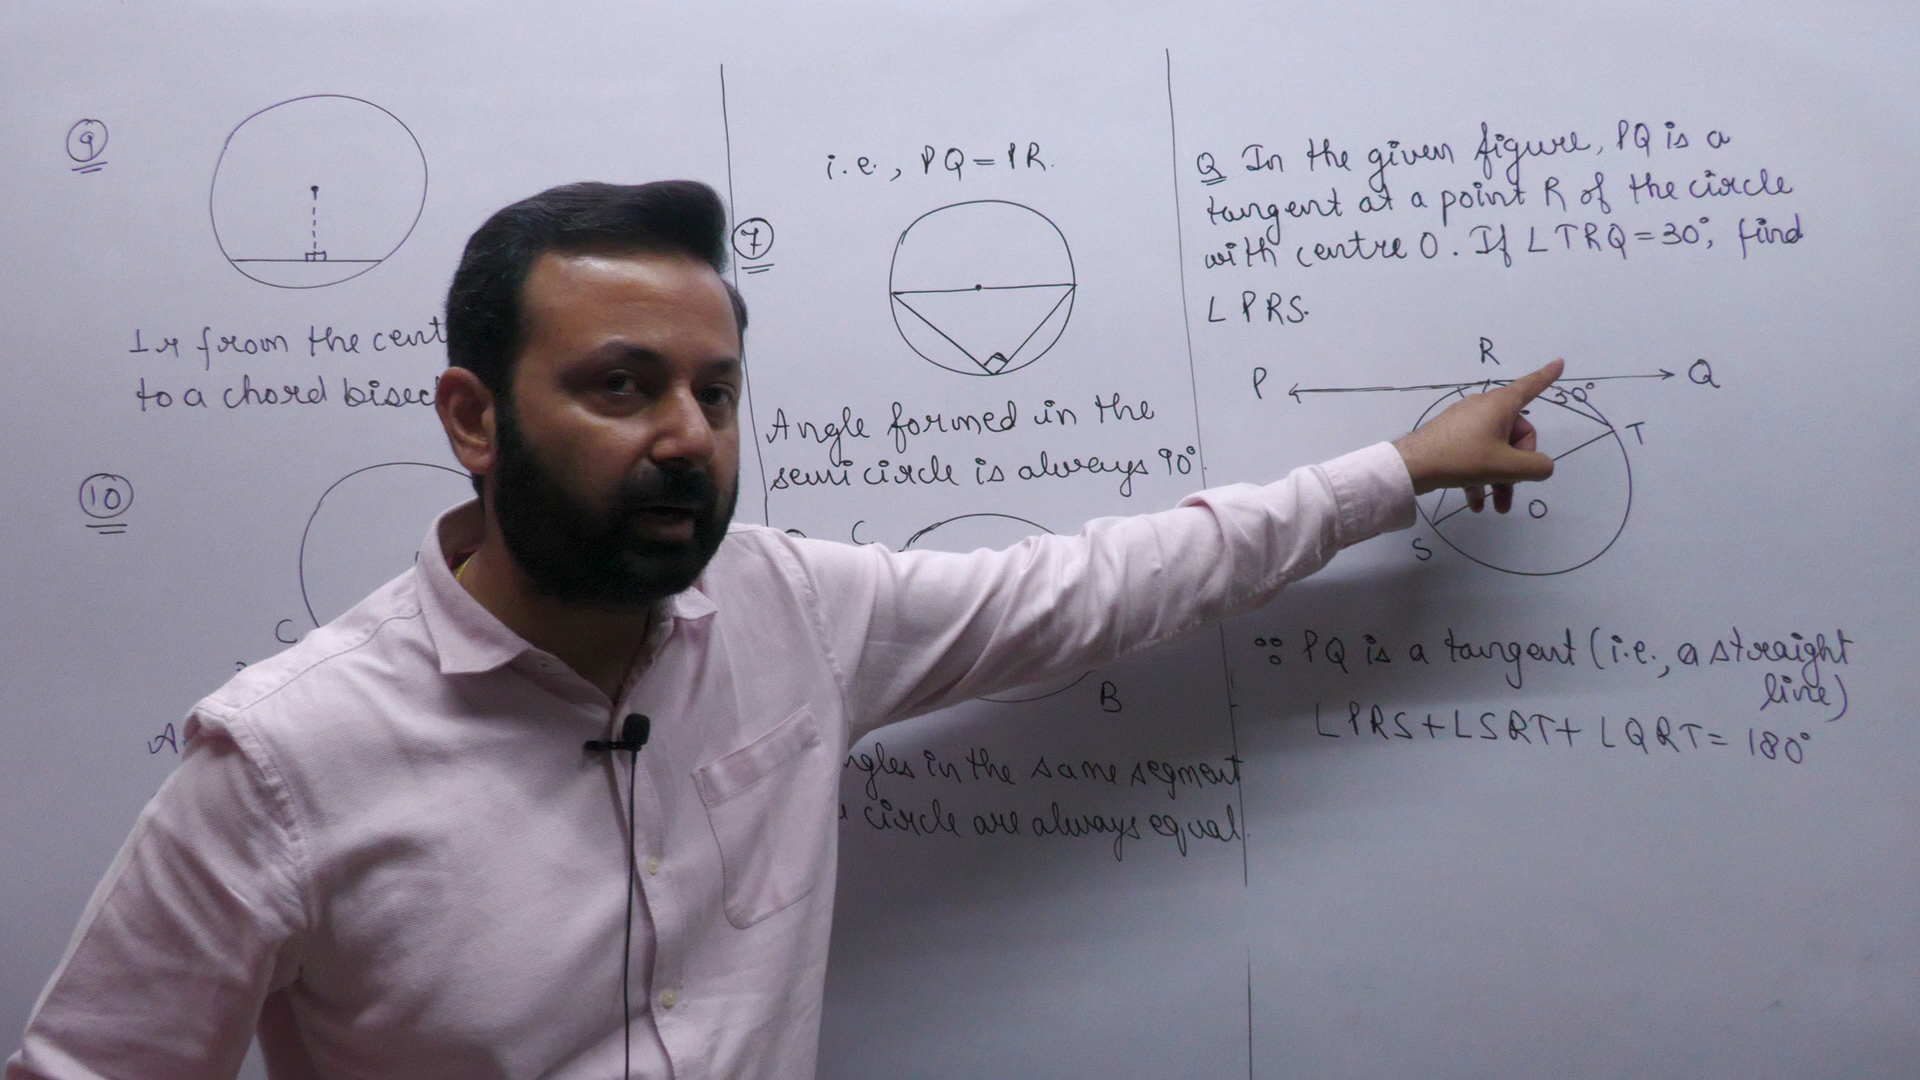 9
⊥r from the cent
to a chord bisec
10
C
i.e., PQ=PR.
7
Angle formed in the
semicircle is always 90°
C
B
ngles in the same segment
circle are always equal.
Q In the given figure, PQ is a
tangent at a point R of the circle
with centre O. If ∠TRQ=30°, find
∠PRS.
R
P
Q
30°
T
O
S
∵ PQ is a tangent (i.e., a straight
line)
∠PRS+∠SRT+∠QRT=180°